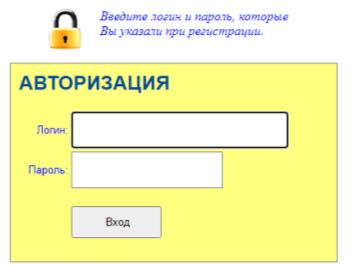 Введите логин и пароль, которые
Вы указали при регистрации.
АВТОРИЗАЦИЯ
Логин:
Пароль:
Вход